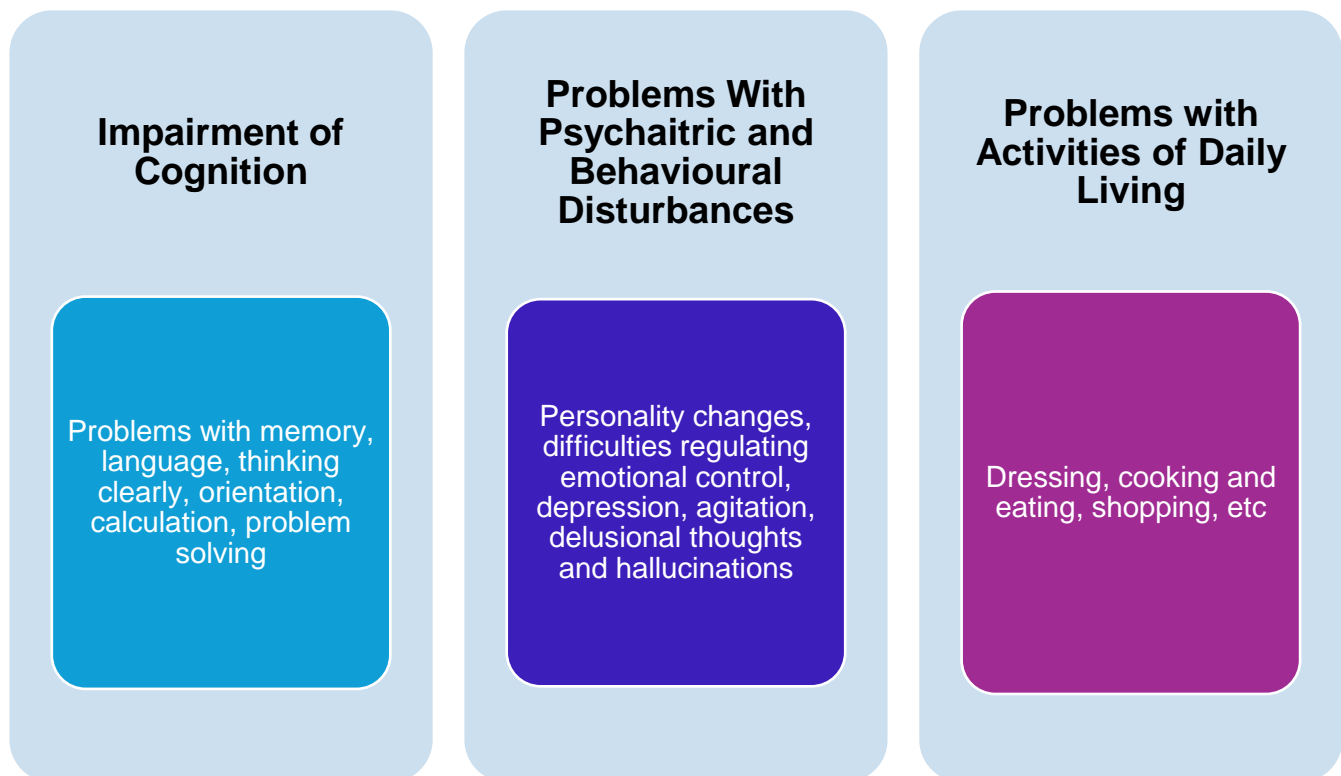 Impairment of
Cognition
Problems with memory,
language, thinking
clearly, orientation,
calculation, problem
solving
Problems With
Psychaitric and
Behavioural
Disturbances
Personality changes,
difficulties regulating
emotional control,
depression, agitation,
delusional thoughts
and hallucinations
Problems with
Activities of Daily
Living
Dressing, cooking and
eating, shopping, etc